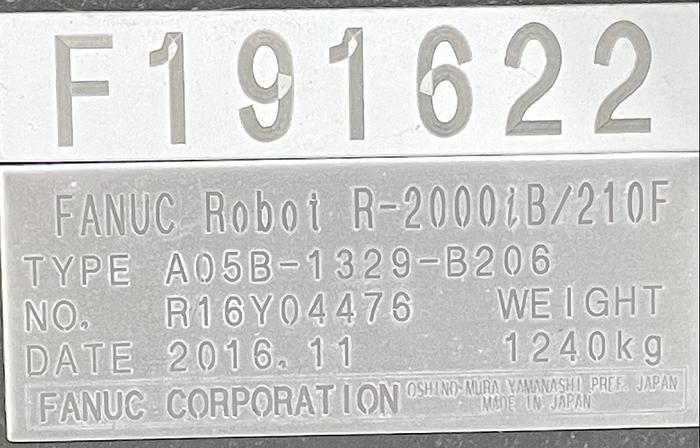 F191622
FANUC Robot R-2000iB/210F
TYPE A05B-1329-B206
NO. R16Y04476 WEIGHT
DATE 2016.11 1240kg
FANUC CORPORATION OSHINO-MURA YAMANASHI PREF. JAPAN
MADE IN JAPAN